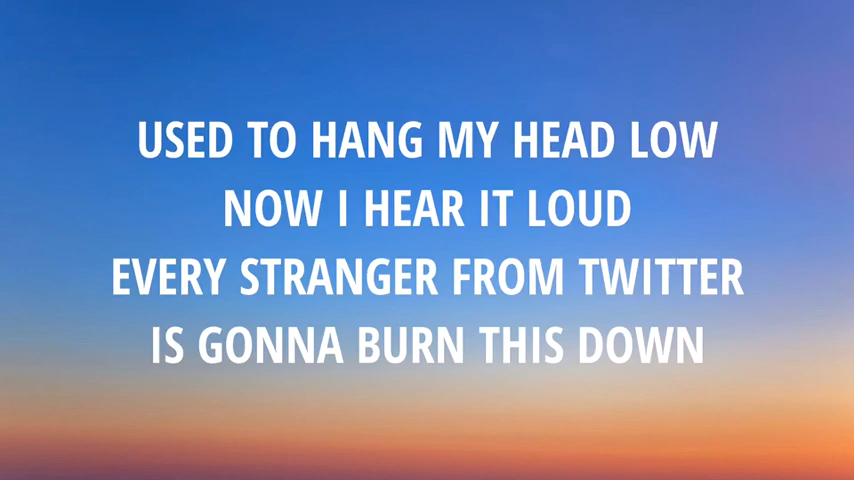 USED TO HANG MY HEAD LOW
NOW I HEAR IT LOUD
EVERY STRANGER FROM TWITTER
IS GONNA BURN THIS DOWN